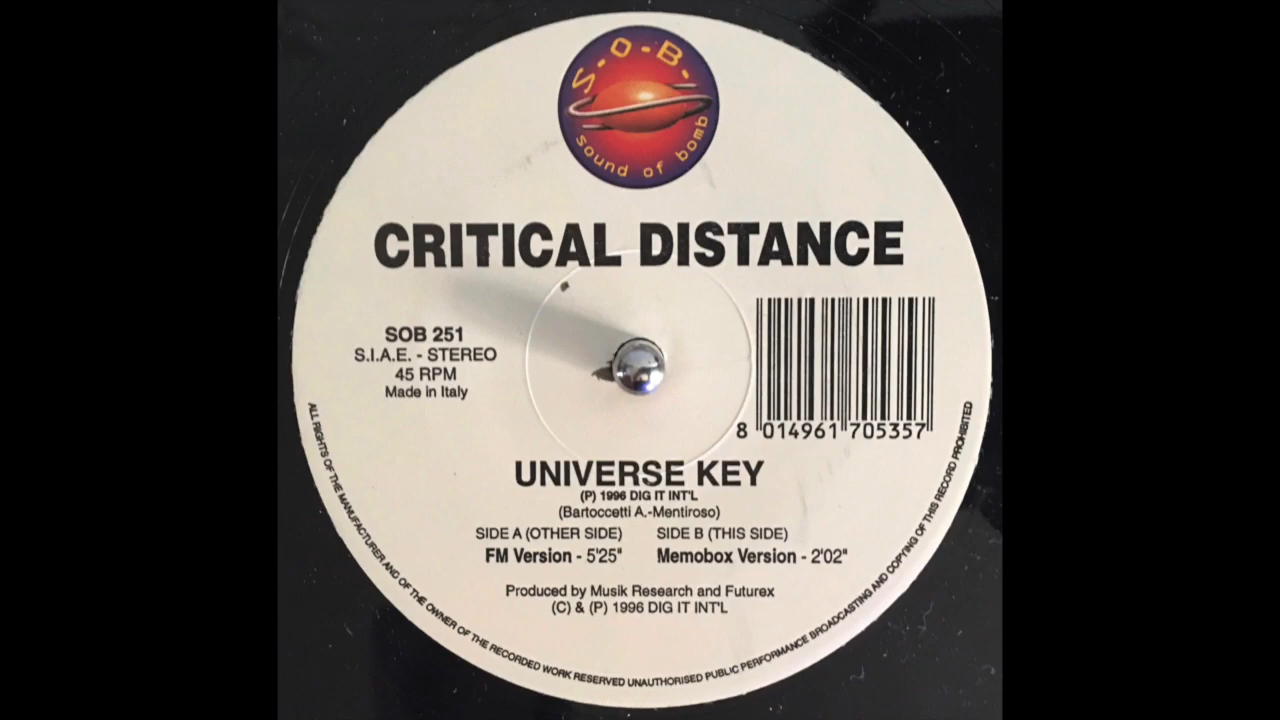 S.O.B.
sound of bomb
CRITICAL DISTANCE
SOB 251
S.I.A.E. - STEREO
45 RPM
Made in Italy
8 014961 705357
UNIVERSE KEY
(P) 1996 DIG IT INT'L
(Bartoccetti A.-Mentiroso)
SIDE A (OTHER SIDE) SIDE B (THIS SIDE)
FM Version - 5'25" Memobox Version - 2'02"
Produced by Musik Research and Futurex
(C) & (P) 1996 DIG IT INT'L
ALL RIGHTS OF THE MANUFACTURER AND OF THE OWNER OF THE RECORDED WORK RESERVED UNAUTHORISED PUBLIC PERFORMANCE BROADCASTING AND COPYING OF THIS RECORD PROHIBITED